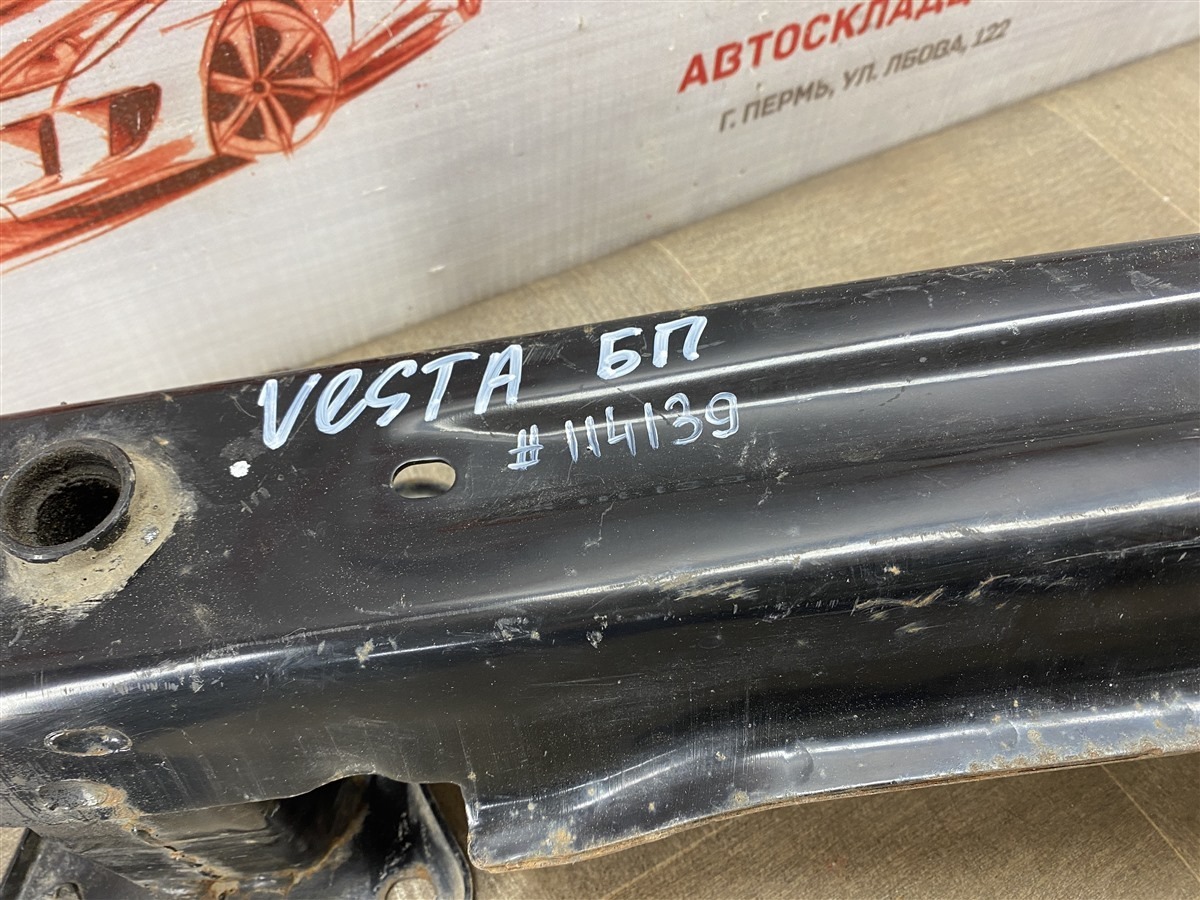 АВТОСКЛАД
Г. ПЕРМЬ, УЛ. ЛБОВА, 122
VESTA БП
#114139